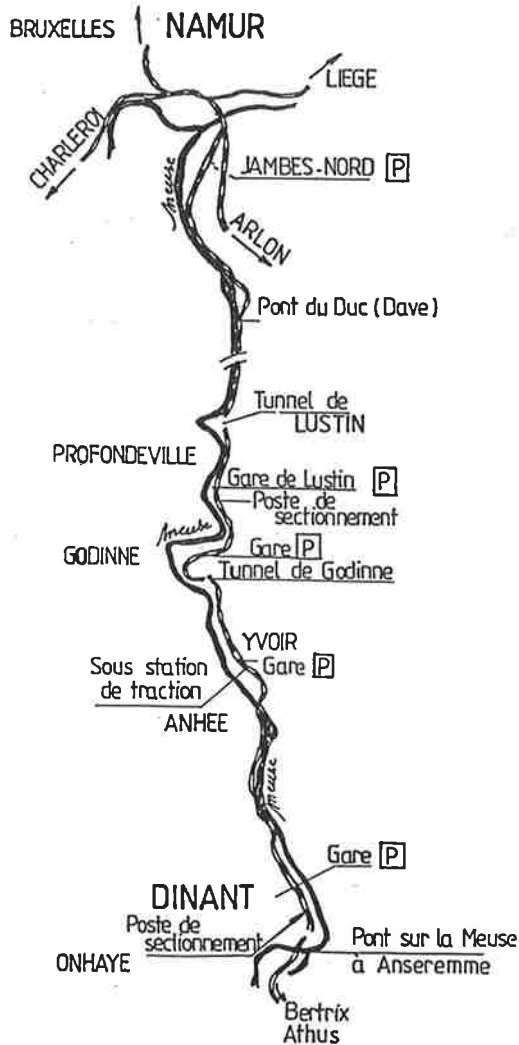 BRUXELLES
NAMUR
LIEGE
CHARLEROI
JAMBES-NORD P
meuse
ARLON
Pont du Duc (Dave)
Tunnel de
LUSTIN
PROFONDEVILLE
Gare de Lustin P
Poste de
sectionnement
meuse
GODINNE
Gare P
Tunnel de Godinne
YVOIR
Gare P
Sous station
de traction
ANHEE
meuse
Gare P
DINANT
Poste de
sectionnement
ONHAYE
Pont sur la Meuse
à Anseremme
Bertrix
Athus